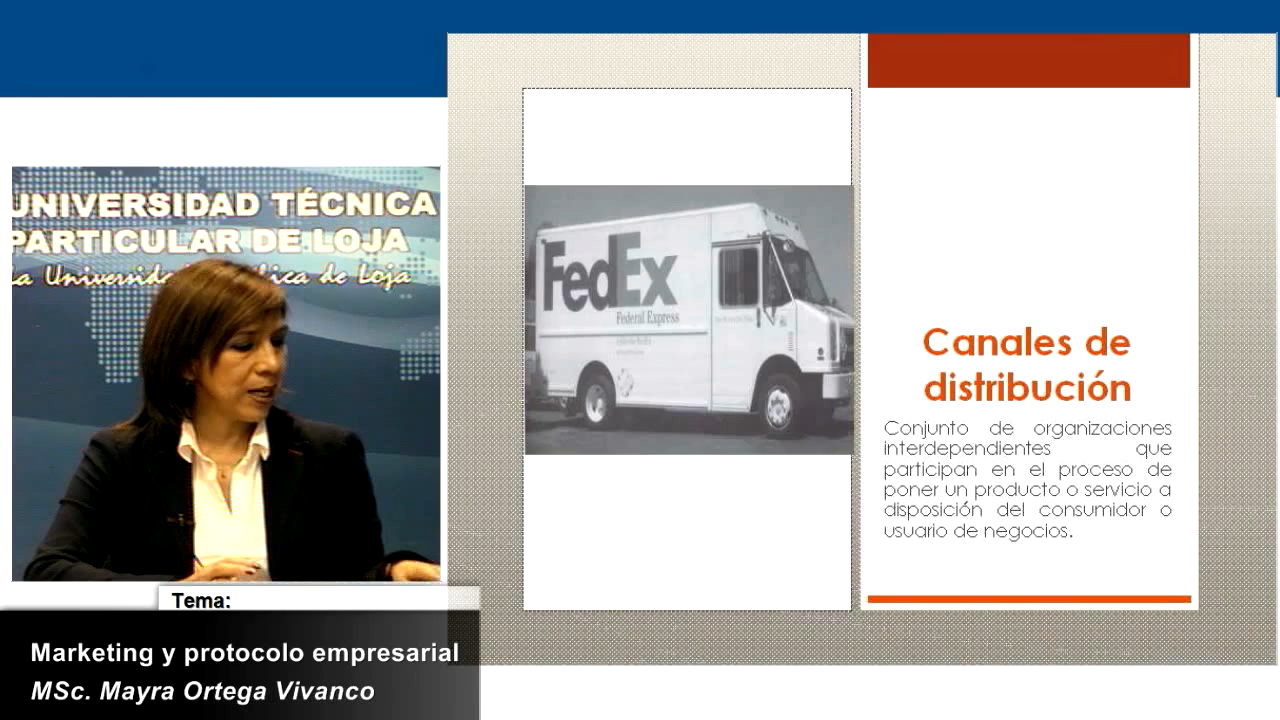 UNIVERSIDAD TÉCNICA
PARTICULAR DE LOJA
de Loja
Tema:
Marketing y protocolo empresarial
MSc. Mayra Ortega Vivanco
FedEx
Federal Express
Canales de
distribución
Conjunto de organizaciones
interdependientes que
participan en el proceso de
poner un producto o servicio a
disposición del consumidor o
usuario de negocios.